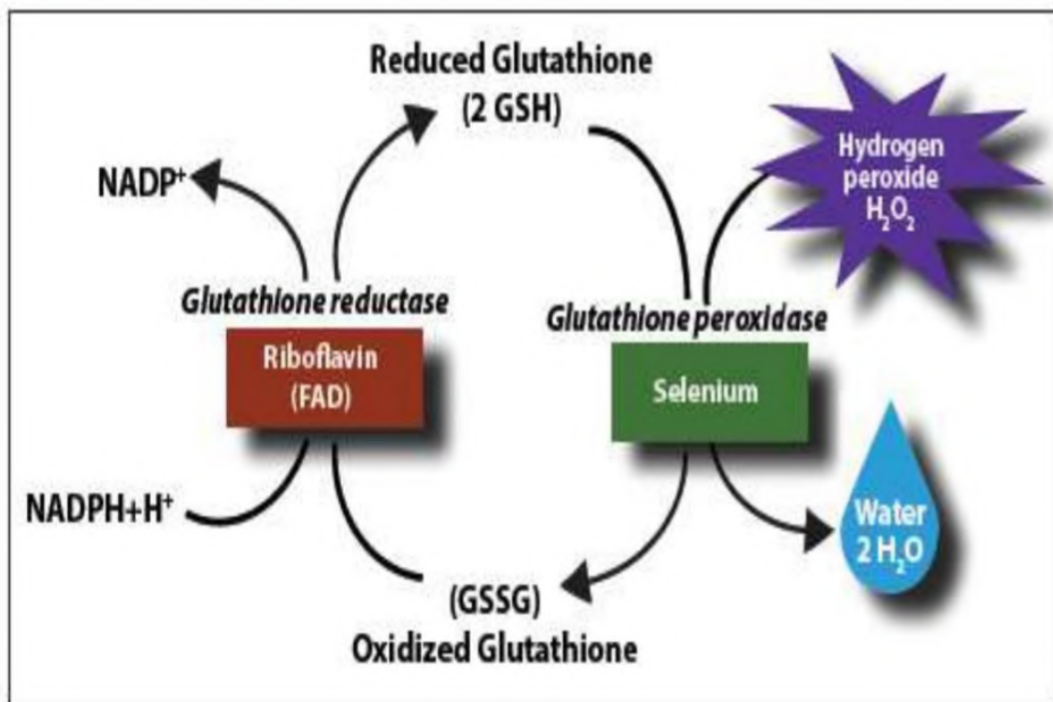 Reduced Glutathione
(2 GSH)
Hydrogen
peroxide
H₂O₂
NADP⁺
Glutathione reductase
Riboflavin
(FAD)
Glutathione peroxidase
Selenium
NADPH+H⁺
Water
2 H₂O
(GSSG)
Oxidized Glutathione